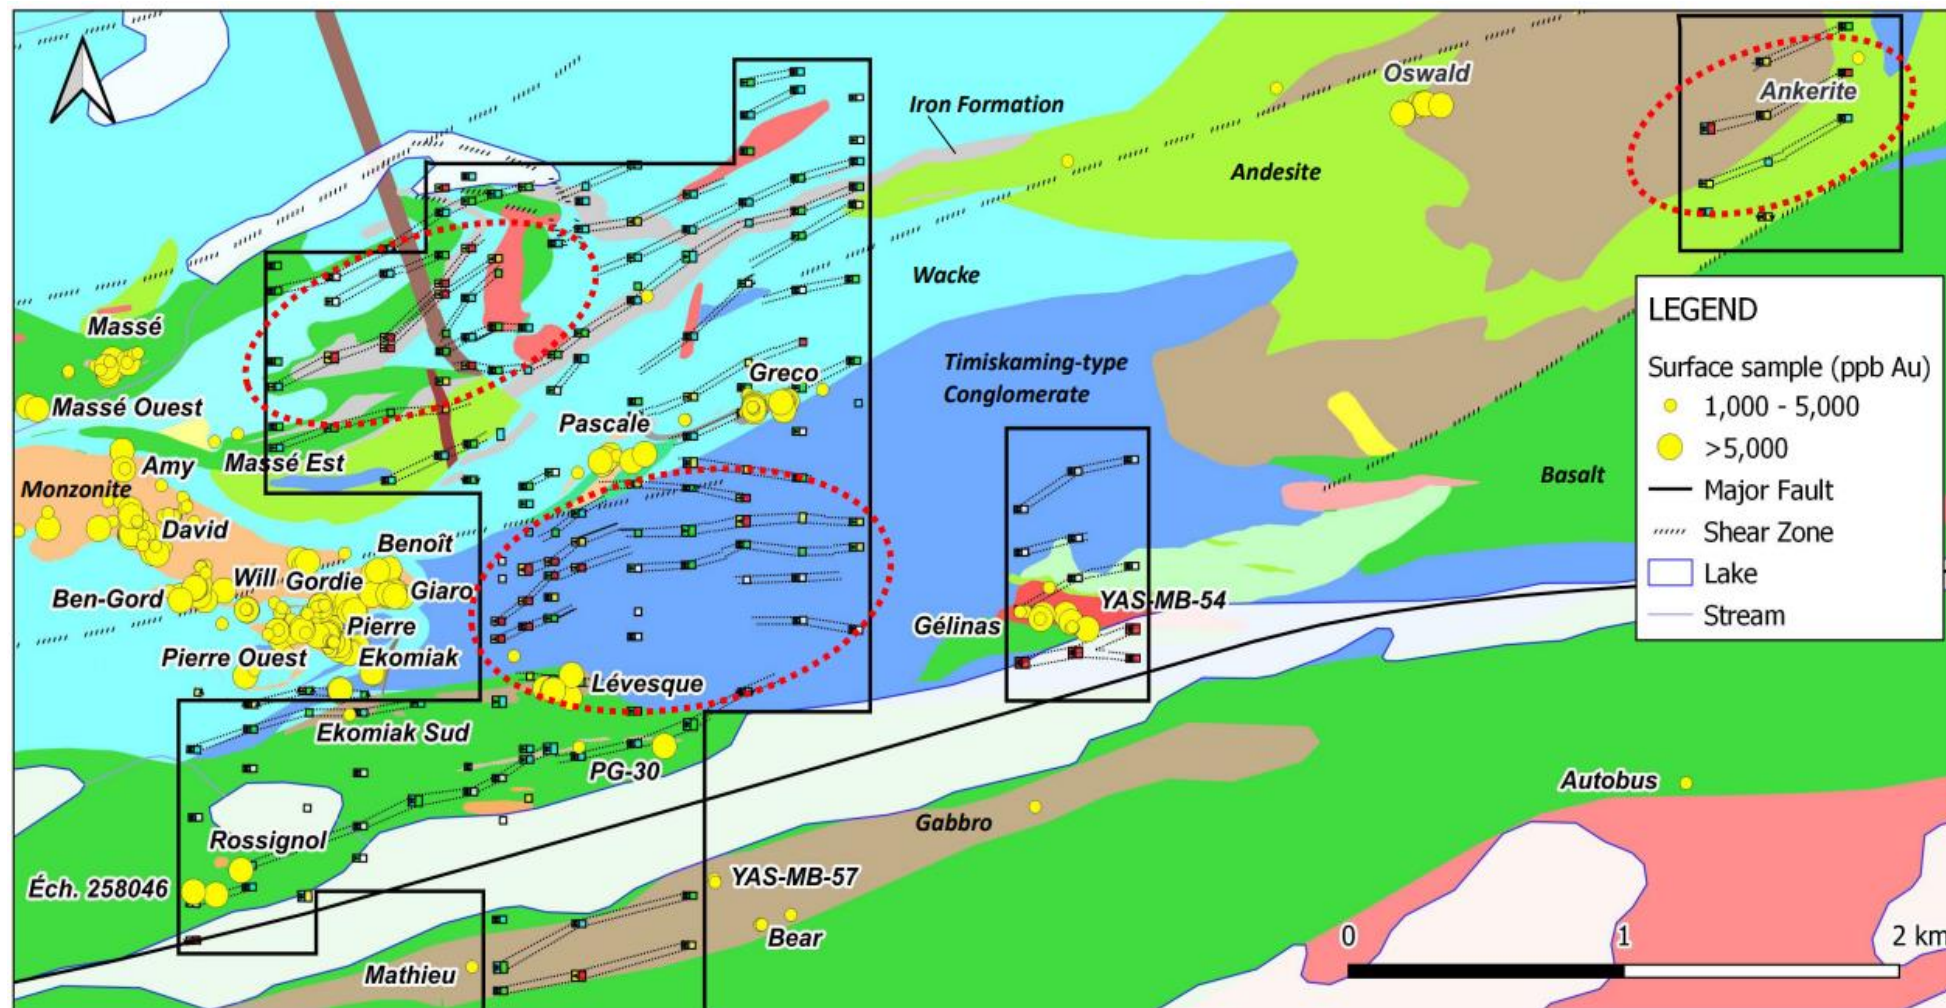 Oswald
Ankerite
Iron Formation
Andesite
Wacke
LEGEND
Surface sample (ppb Au)
1,000 - 5,000
>5,000
Major Fault
Shear Zone
Lake
Stream
Massé
Massé Ouest
Timiskaming-type
Conglomerate
Greco
Pascale
Amy
Massé Est
Monzonite
Basalt
David
Benoît
Will
Gordie
Ben-Gord
Giaro
YAS-MB-54
Gélinas
Pierre
Pierre Ouest
Ekomiak
Lévesque
Ekomiak Sud
PG-30
Autobus
Gabbro
Rossignol
Éch. 258046
YAS-MB-57
Bear
Mathieu
0
1
2 km